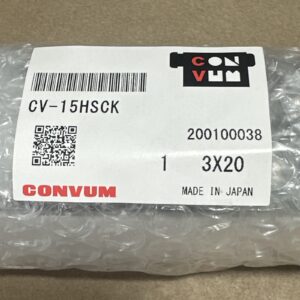 CON
VUM
CV-15HSCK
200100038
1 3X20
CONVUM
MADE IN JAPAN